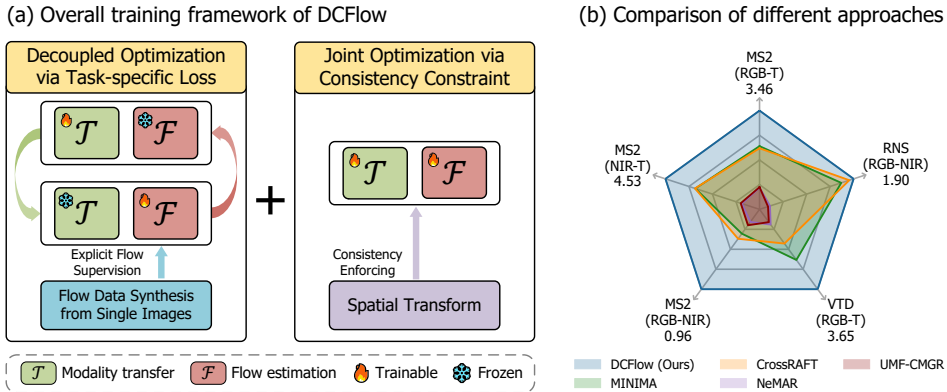 (a) Overall training framework of DCFlow
Decoupled Optimization
via Task-specific Loss
𝒯
ℱ
𝒯
ℱ
Explicit Flow
Supervision
Flow Data Synthesis
from Single Images
+
Joint Optimization via
Consistency Constraint
𝒯
ℱ
Consistency
Enforcing
Spatial Transform
𝒯 Modality transfer
ℱ Flow estimation
Trainable
Frozen
(b) Comparison of different approaches
MS2
(RGB-T)
3.46
RNS
(RGB-NIR)
1.90
MS2
(NIR-T)
4.53
MS2
(RGB-NIR)
0.96
VTD
(RGB-T)
3.65
DCFlow (Ours)
CrossRAFT
UMF-CMGR
MINIMA
NeMAR